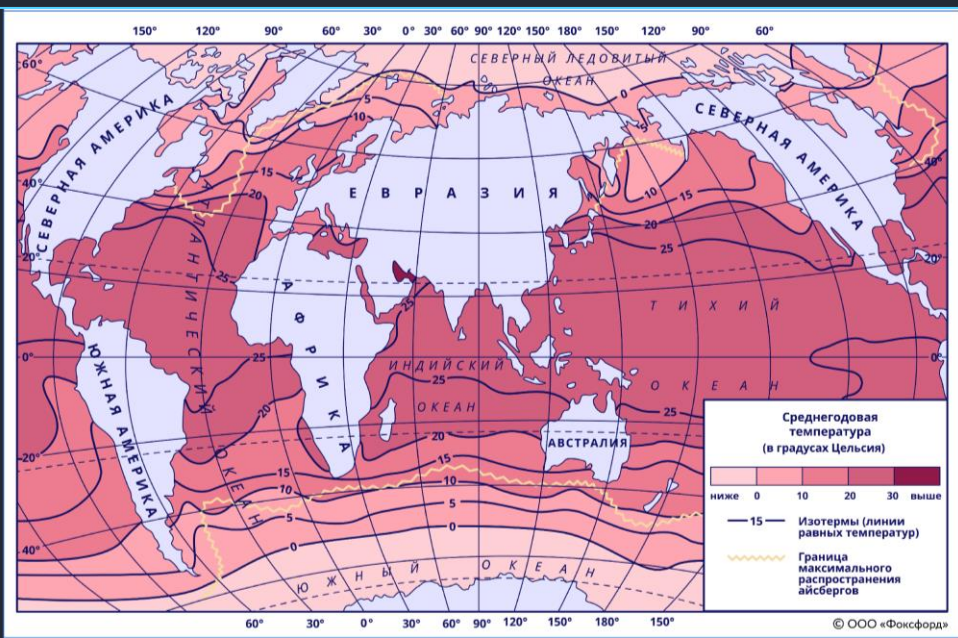 150° 120° 90° 60° 30° 0° 30° 60° 90° 120° 150° 180° 150° 120° 90° 60°
60°
СЕВЕРНЫЙ ЛЕДОВИТЫЙ
ОКЕАН
0
5
10
5
СЕВЕРНАЯ АМЕРИКА
СЕВЕРНАЯ АМЕРИКА
ЕВРАЗИЯ
15
20
10
15
20
25
40°
40°
20°
20°
25
25
АТЛАНТИЧЕСКИЙ
ОКЕАН
АФРИКА
ТИХИЙ
ОКЕАН
0°
0°
25
ИНДИЙСКИЙ
25
ОКЕАН
25
ЮЖНАЯ АМЕРИКА
20
20
АВСТРАЛИЯ
20°
15
15
10
10
5
5
0
0
40°
ЮЖНЫЙ ОКЕАН
60° 30° 0° 30° 60° 90° 120° 150° 180° 150°
Среднегодовая
температура
(в градусах Цельсия)
ниже 0 10 20 30 выше
15
Изотермы (линии
равных температур)
Граница
максимального
распространения
айсбергов
© ООО «Фоксфорд»